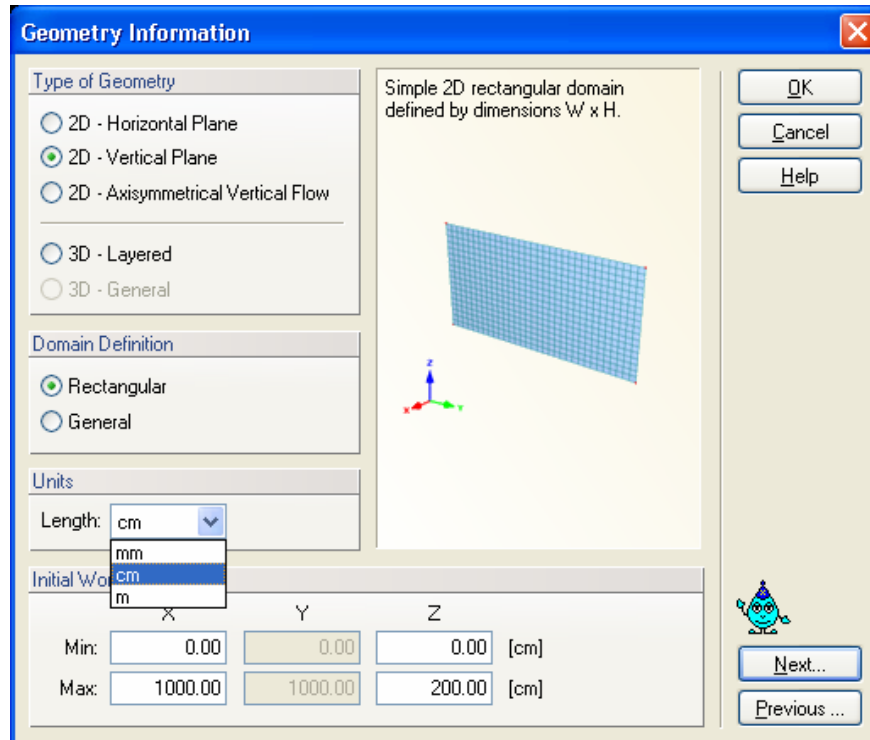 Geometry Information
Type of Geometry
2D - Horizontal Plane
2D - Vertical Plane
2D - Axisymmetrical Vertical Flow
3D - Layered
3D - General
Domain Definition
Rectangular
General
Units
Length: cm
mm
cm
m
Initial Wo
X Y Z
Min: 0.00 0.00 0.00 [cm]
Max: 1000.00 1000.00 200.00 [cm]
Simple 2D rectangular domain
defined by dimensions W x H.
z
x
Y
OK
Cancel
Help
Next...
Previous ...